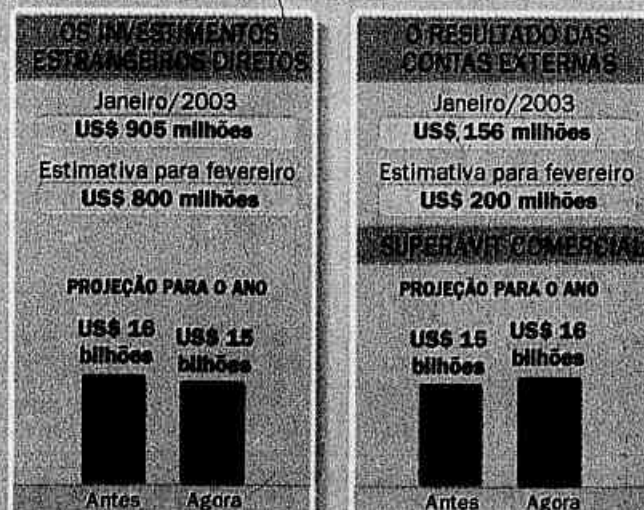 OS INVESTIMENTOS
ESTRANGEIROS DIRETOS
Janeiro/2003
US$ 905 milhões
Estimativa para fevereiro
US$ 800 milhões
PROJEÇÃO PARA O ANO
US$ 16
bilhões
US$ 15
bilhões
Antes
Agora
O RESULTADO DAS
CONTAS EXTERNAS
Janeiro/2003
US$ 156 milhões
Estimativa para fevereiro
US$ 200 milhões
SUPERAVIT COMERCIAL
PROJEÇÃO PARA O ANO
US$ 15
bilhões
US$ 16
bilhões
Antes
Agora